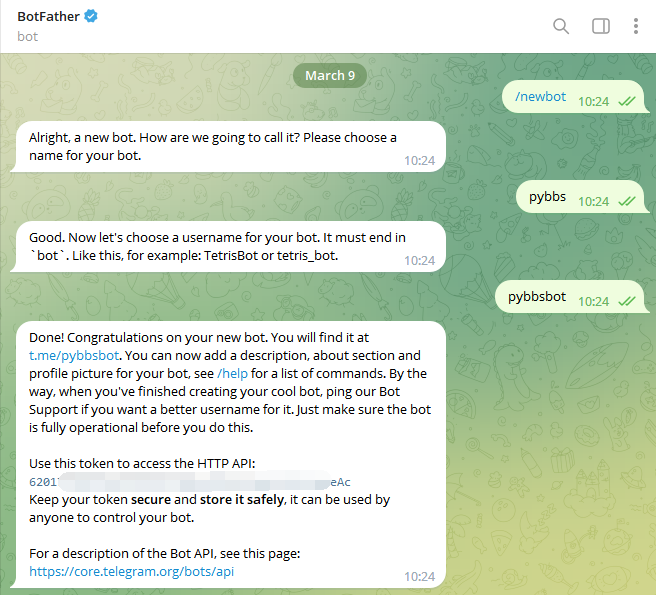 BotFather
bot
March 9
/newbot 10:24
Alright, a new bot. How are we going to call it? Please choose a
name for your bot. 10:24
pybbs 10:24
Good. Now let's choose a username for your bot. It must end in
`bot`. Like this, for example: TetrisBot or tetris_bot. 10:24
pybbsbot 10:24
Done! Congratulations on your new bot. You will find it at
t.me/pybbsbot. You can now add a description, about section and
profile picture for your bot, see /help for a list of commands. By the
way, when you've finished creating your cool bot, ping our Bot
Support if you want a better username for it. Just make sure the bot
is fully operational before you do this.
Use this token to access the HTTP API:
6201 eAc
Keep your token secure and store it safely, it can be used by
anyone to control your bot.
For a description of the Bot API, see this page:
https://core.telegram.org/bots/api 10:24